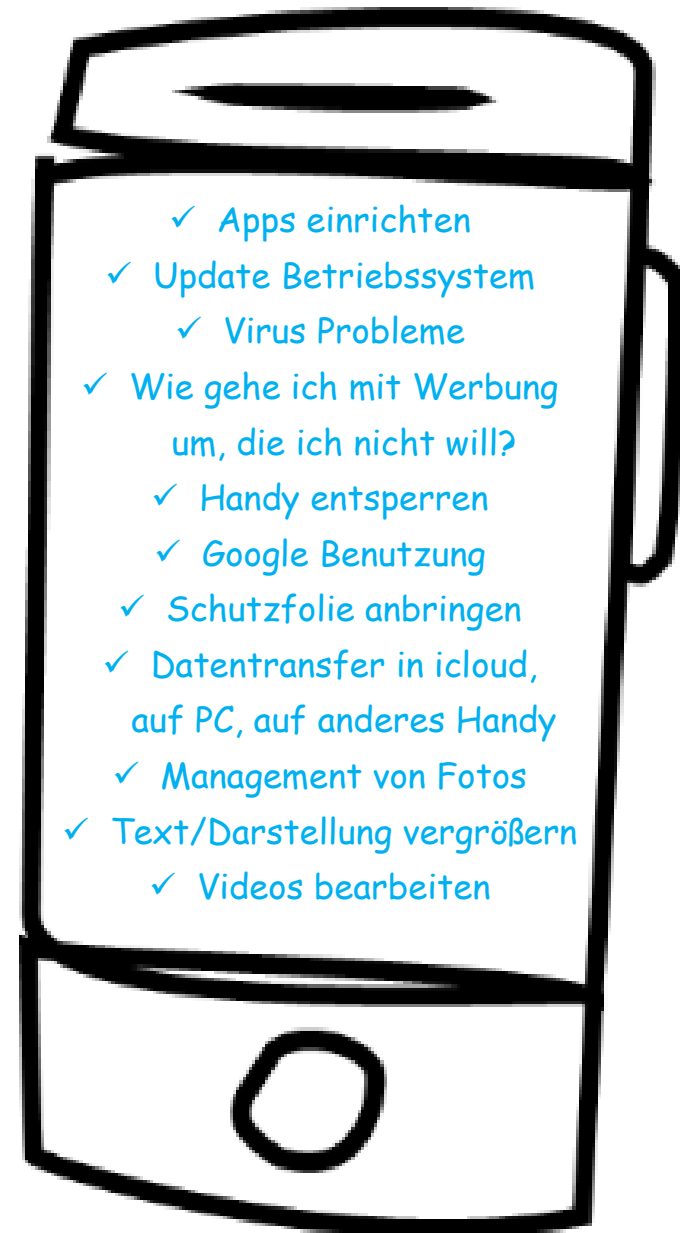 ✓ Apps einrichten
✓ Update Betriebssystem
✓ Virus Probleme
✓ Wie gehe ich mit Werbung
um, die ich nicht will?
✓ Handy entsperren
✓ Google Benutzung
✓ Schutzfolie anbringen
✓ Datentransfer in icloud,
auf PC, auf anderes Handy
✓ Management von Fotos
✓ Text/Darstellung vergrößern
✓ Videos bearbeiten